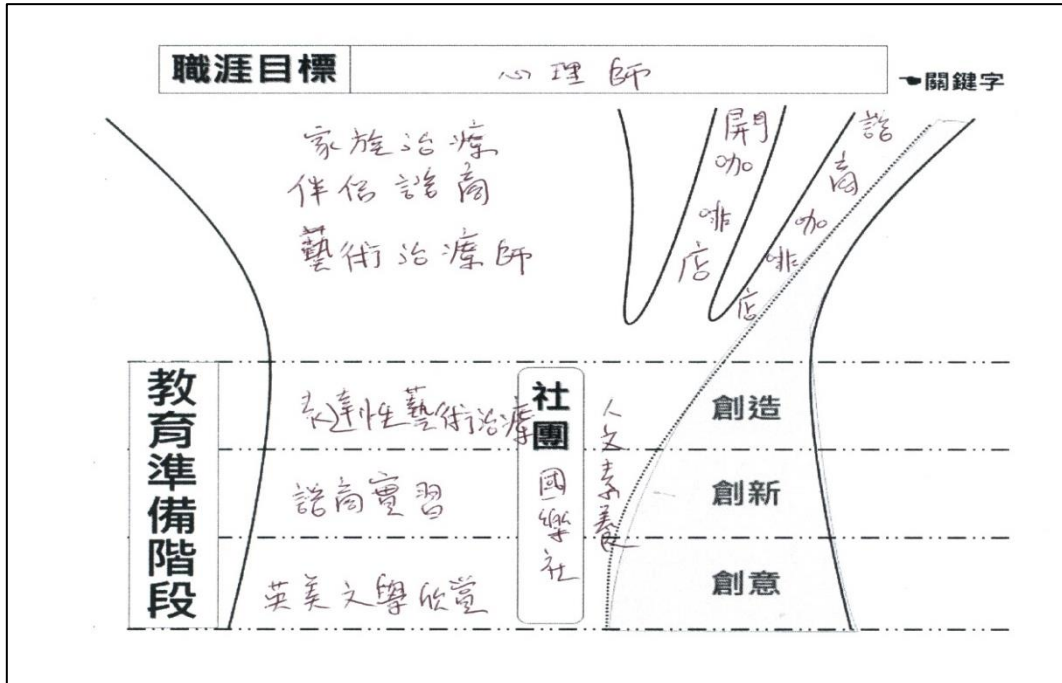 職涯目標
心理師
關鍵字
家族治療
伴侶諮商
藝術治療師
開咖啡店
諮商咖啡店
教育準備階段
表達性藝術治療
諮商實習
英美文學欣賞
社團
國樂社
人文素養
創造
創新
創意